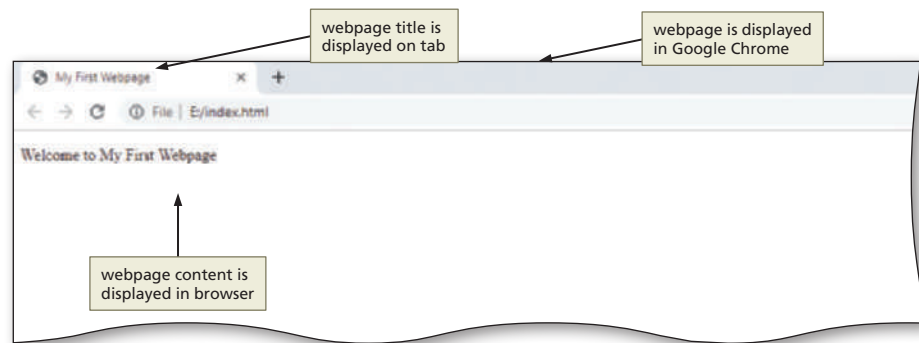 webpage title is
displayed on tab
webpage is displayed
in Google Chrome
My First Webpage
File | E:/index.html
Welcome to My First Webpage
webpage content is
displayed in browser